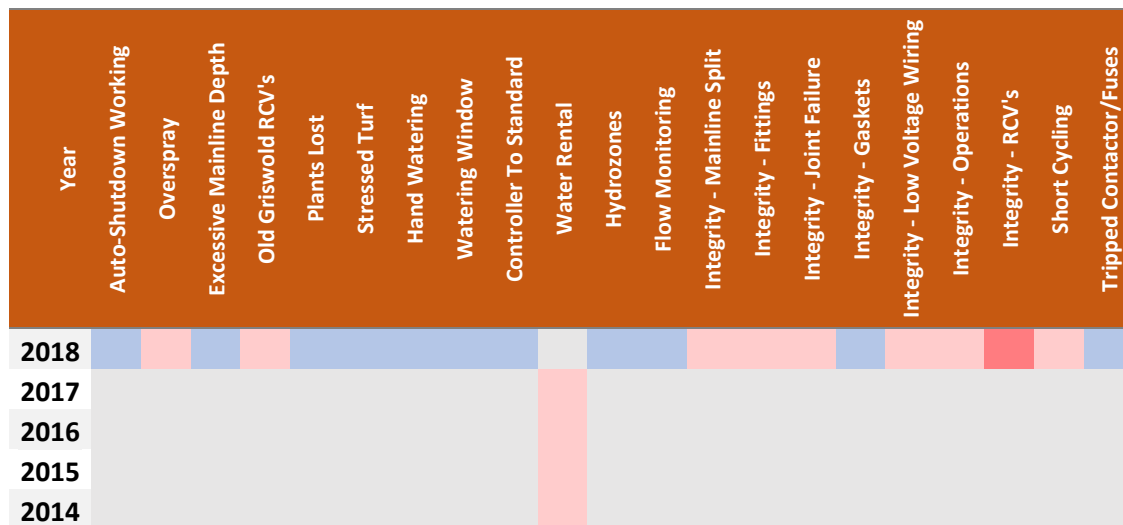 Year
Auto-Shutdown Working
Overspray
Excessive Mainline Depth
Old Griswold RCV's
Plants Lost
Stressed Turf
Hand Watering
Watering Window
Controller To Standard
Water Rental
Hydrozones
Flow Monitoring
Integrity - Mainline Split
Integrity - Fittings
Integrity - Joint Failure
Integrity - Gaskets
Integrity - Low Voltage Wiring
Integrity - Operations
Integrity - RCV's
Short Cycling
Tripped Contactor/Fuses
2018
2017
2016
2015
2014